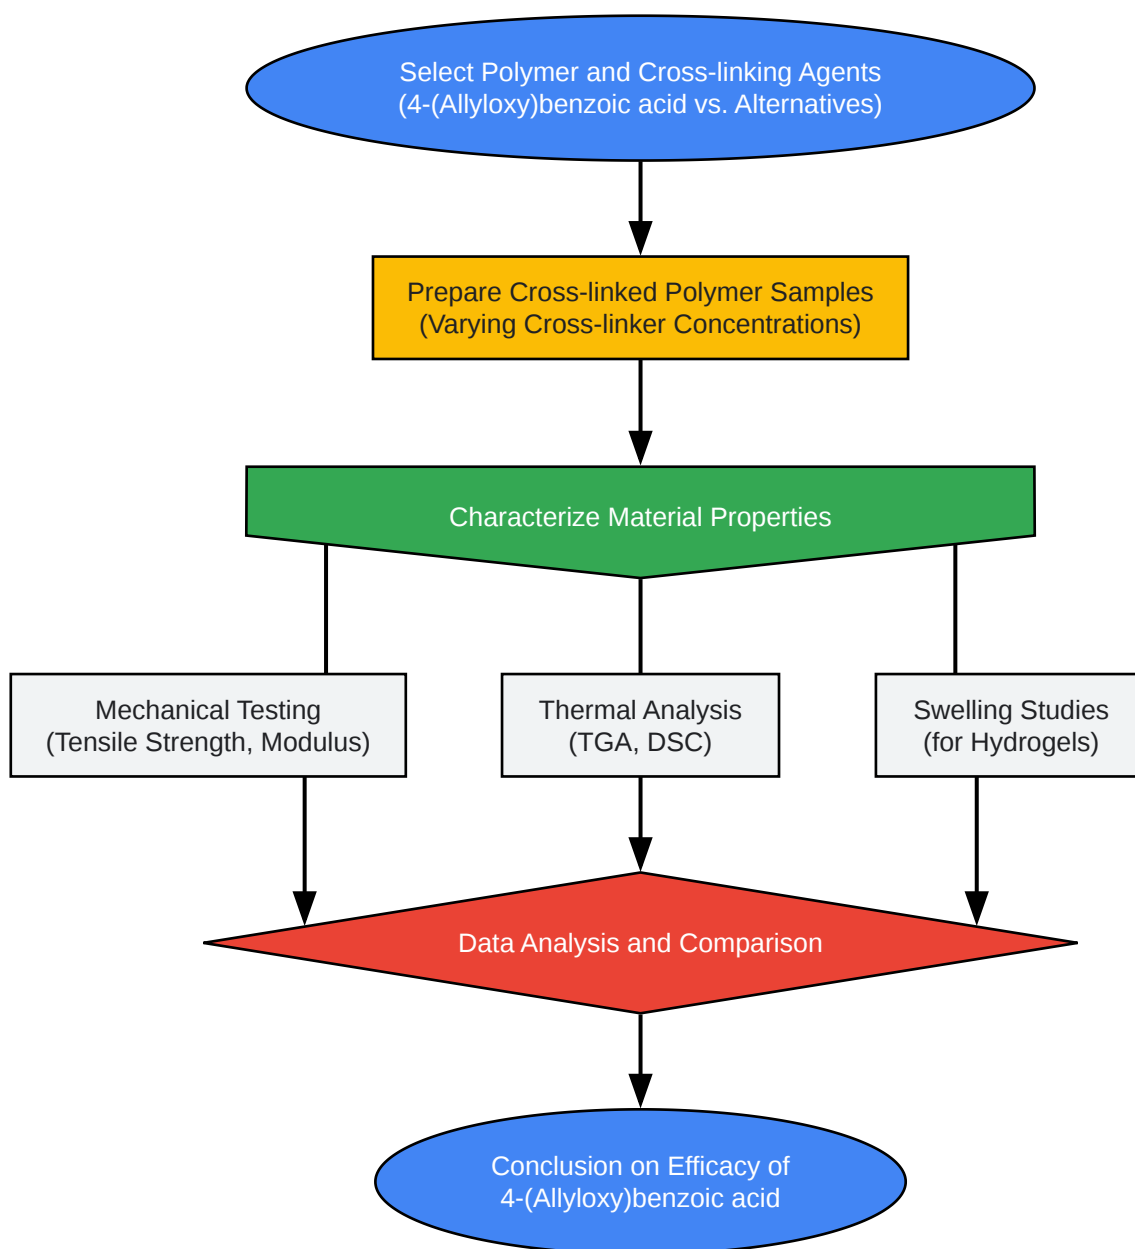 Select Polymer and Cross-linking Agents
(4-(Allyloxy)benzoic acid vs. Alternatives)
Prepare Cross-linked Polymer Samples
(Varying Cross-linker Concentrations)
Characterize Material Properties
Mechanical Testing
(Tensile Strength, Modulus)
Thermal Analysis
(TGA, DSC)
Swelling Studies
(for Hydrogels)
Data Analysis and Comparison
Conclusion on Efficacy of
4-(Allyloxy)benzoic acid